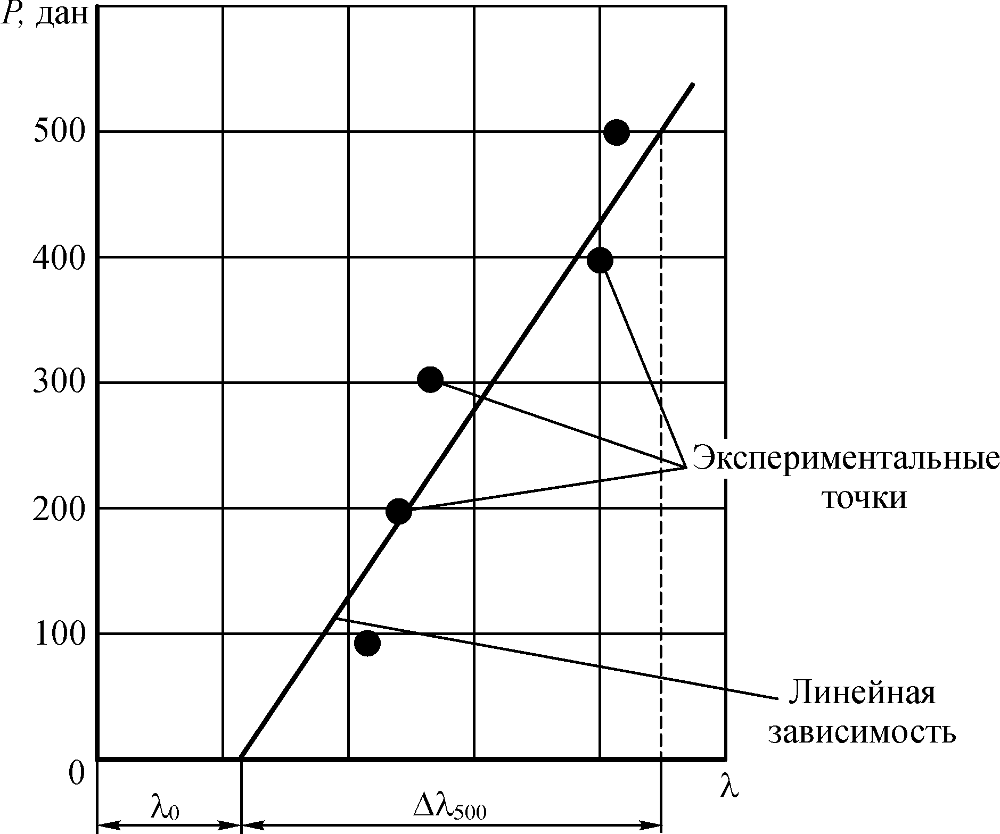 P, дан
500
400
300
200
100
0
Экспериментальные
точки
Линейная
зависимость
λ
λ0
Δλ500